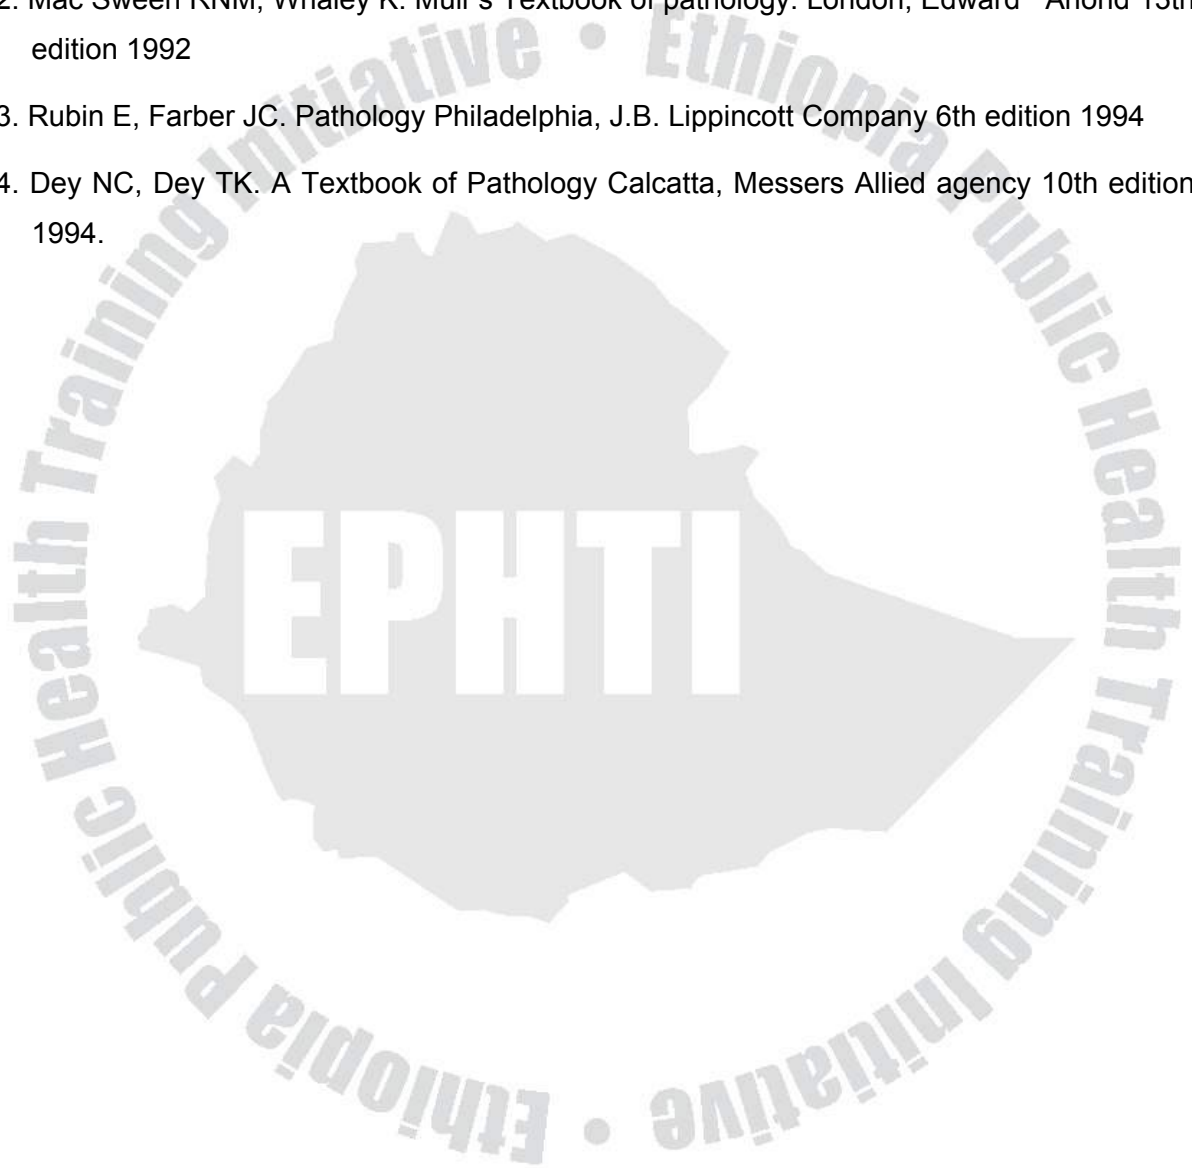 2. Mac Sween RNM, Whaley K. Muir's Textbook of pathology. London, Edward Arlond 13th
edition 1992
3. Rubin E, Farber JC. Pathology Philadelphia, J.B. Lippincott Company 6th edition 1994
4. Dey NC, Dey TK. A Textbook of Pathology Calcatta, Messers Allied agency 10th edition
1994.
Ethiopia Public Health Training Initiative • Ethiopia Public Health Training Initiative •
EPHTI